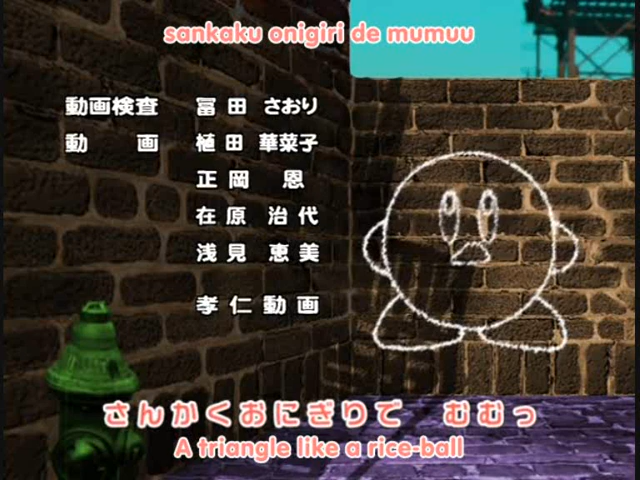 sankaku onigiri de mumuu
動画検査 冨田 さおり
動画 植田 華菜子
正岡 恩
在原 治代
浅見 恵美
孝仁動画
さんかくおにぎりで むむっ
A triangle like a rice-ball